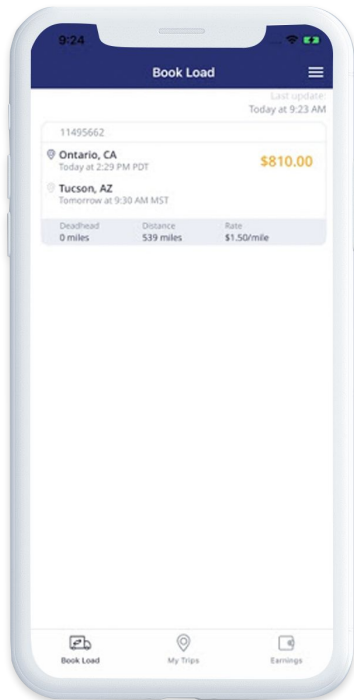 9:24
Book Load
Last update:
Today at 9:23 AM
11495662
Ontario, CA
Today at 2:29 PM PDT
$810.00
Tucson, AZ
Tomorrow at 9:30 AM MST
Deadhead Distance Rate
0 miles 539 miles $1.50/mile
Book Load My Trips Earnings